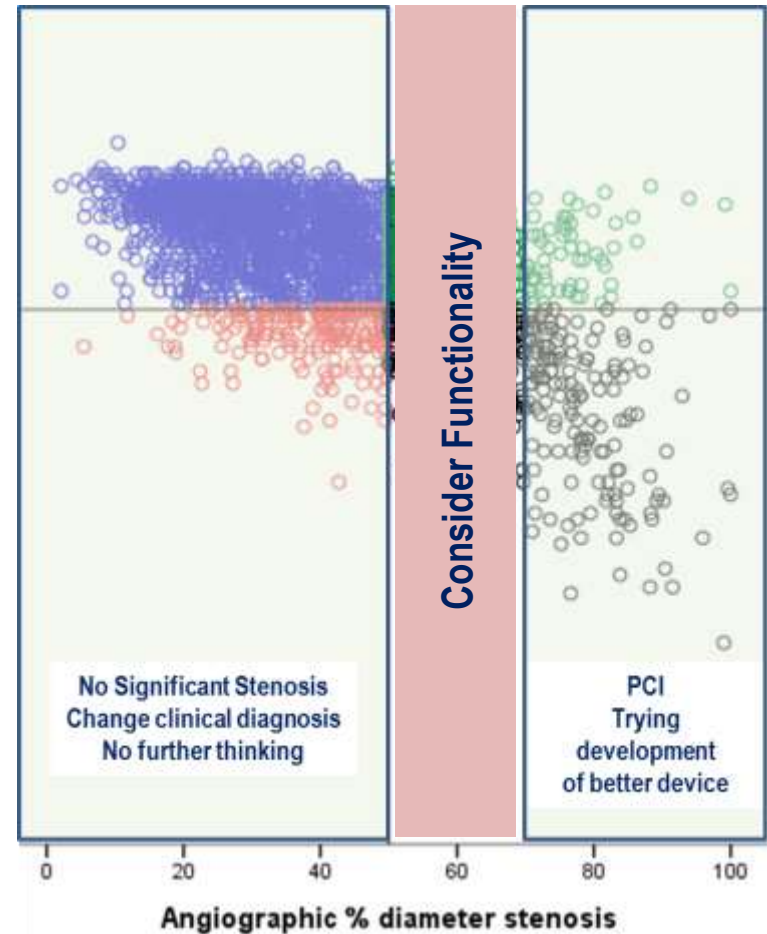 Consider Functionality
No Significant Stenosis
Change clinical diagnosis
No further thinking
PCI
Trying
development
of better device
0 20 40 60 80 100
Angiographic % diameter stenosis